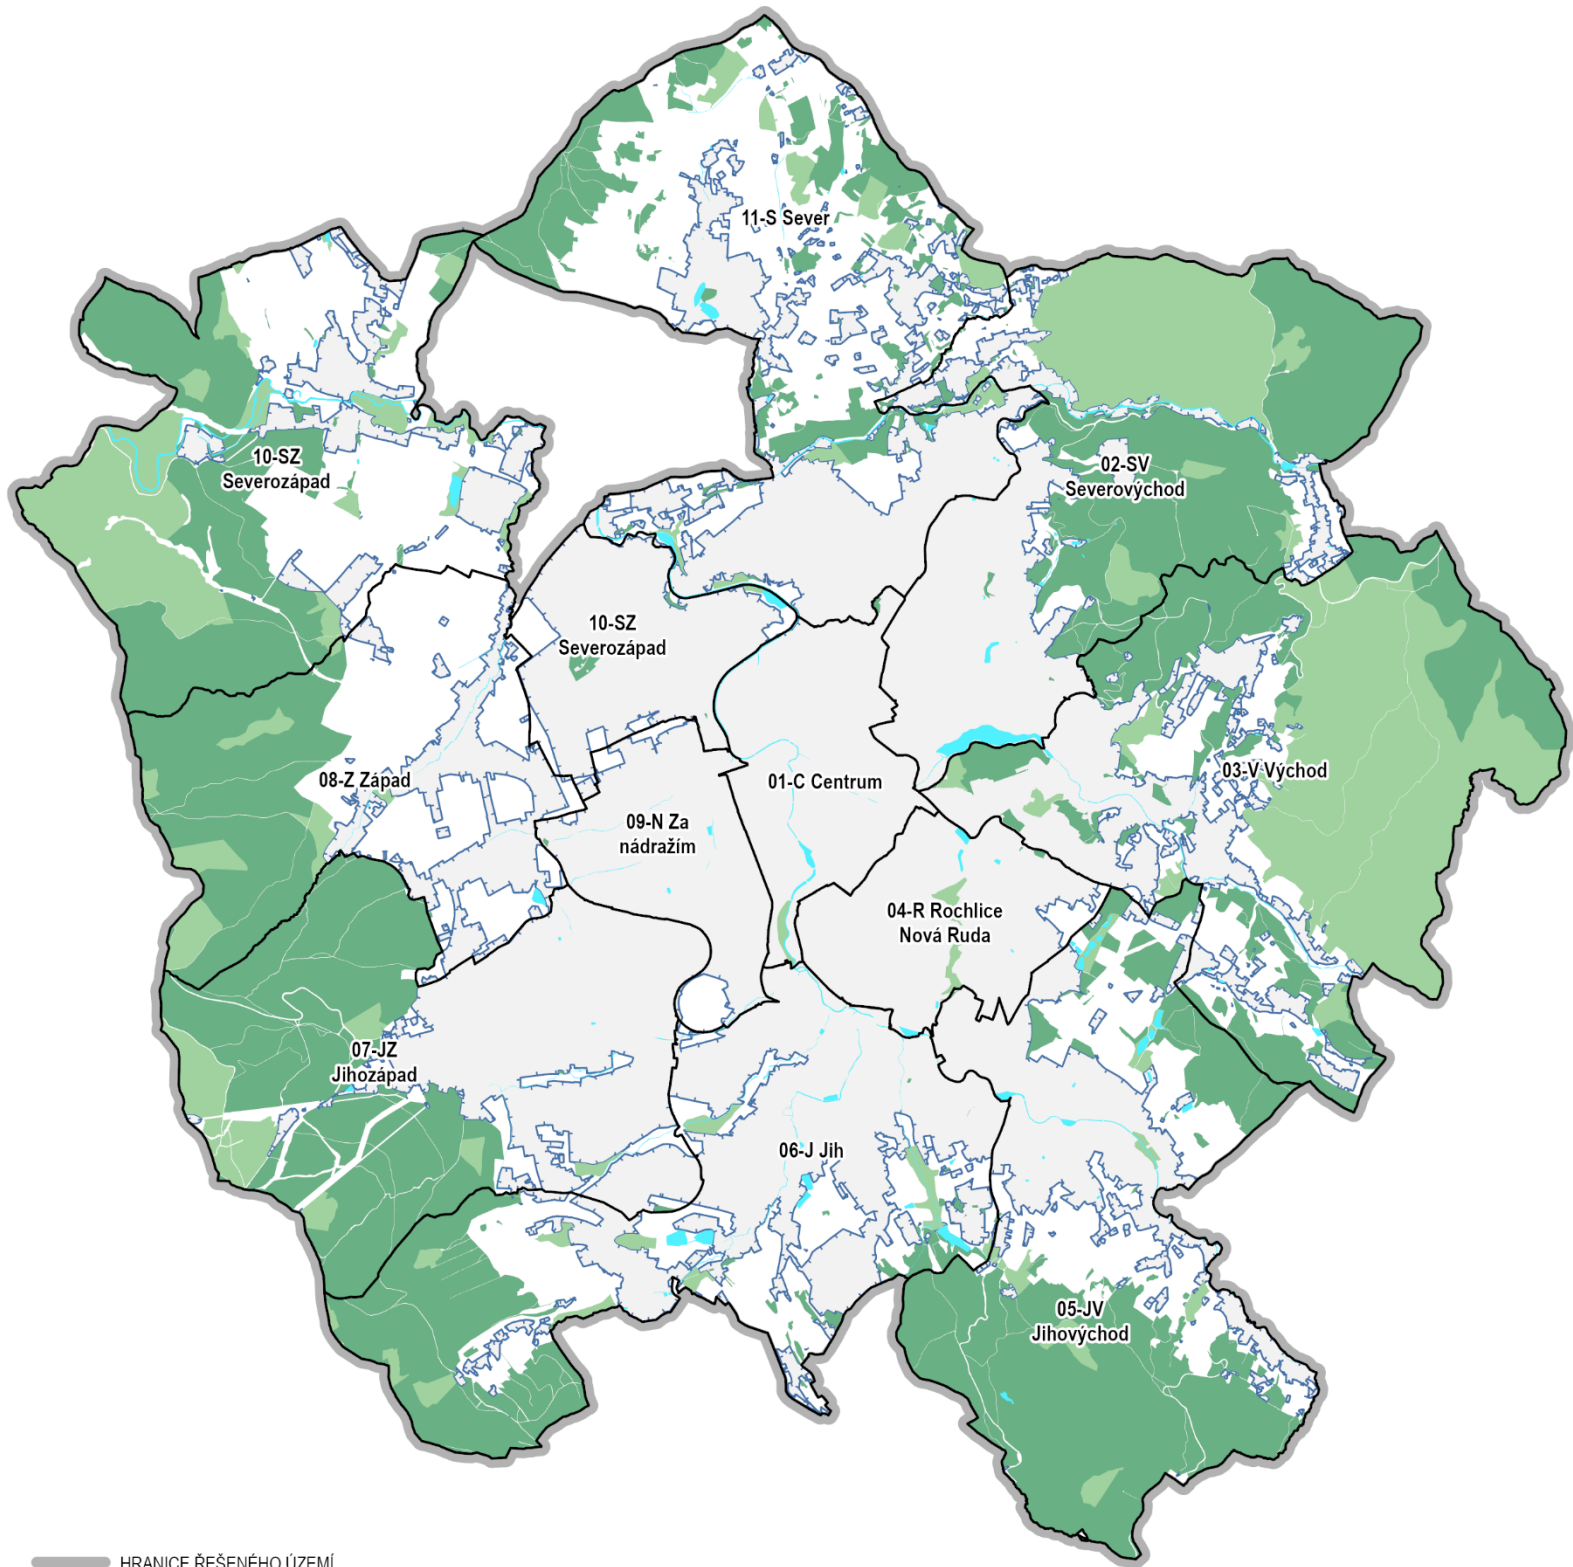 11-S Sever
10-SZ
Severozápad
02-SV
Severovýchod
10-SZ
Severozápad
08-Z Západ
01-C Centrum
03-V Východ
09-N Za
nádražím
04-R Rochlice
Nová Ruda
07-JZ
Jihozápad
06-J Jih
05-JV
Jihovýchod
HRANICE ŘEŠENÉHO ÚZEMÍ